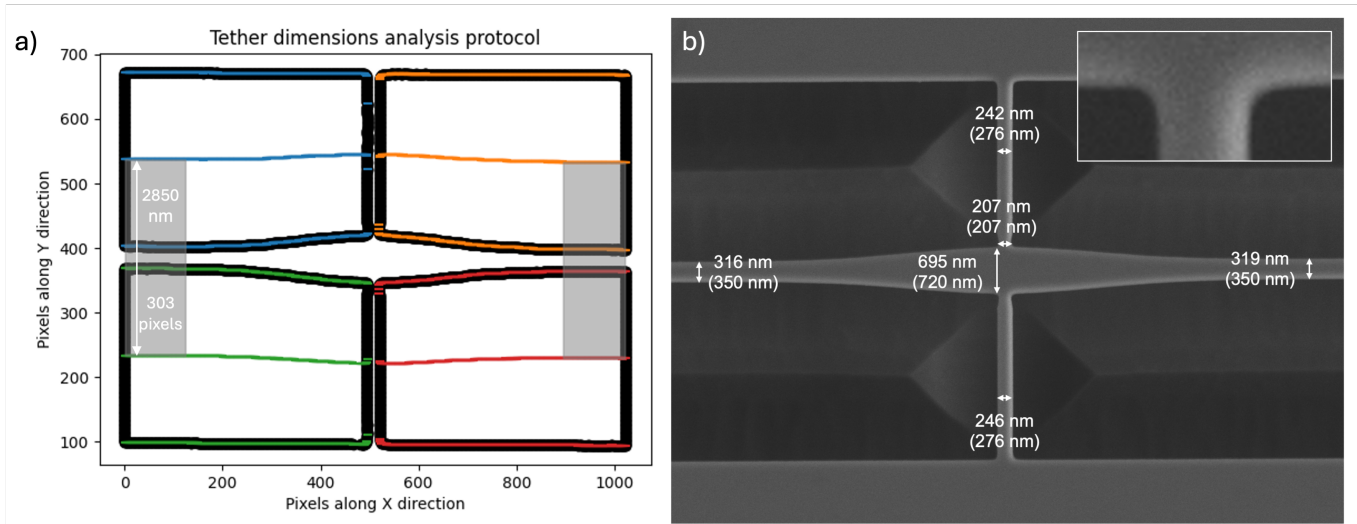 a)
Tether dimensions analysis protocol
700
600
500
400
300
200
100
Pixels along Y direction
2850
nm
303
pixels
0
200
400
600
800
1000
Pixels along X direction
b)
242 nm
(276 nm)
207 nm
(207 nm)
316 nm
(350 nm)
695 nm
(720 nm)
319 nm
(350 nm)
246 nm
(276 nm)